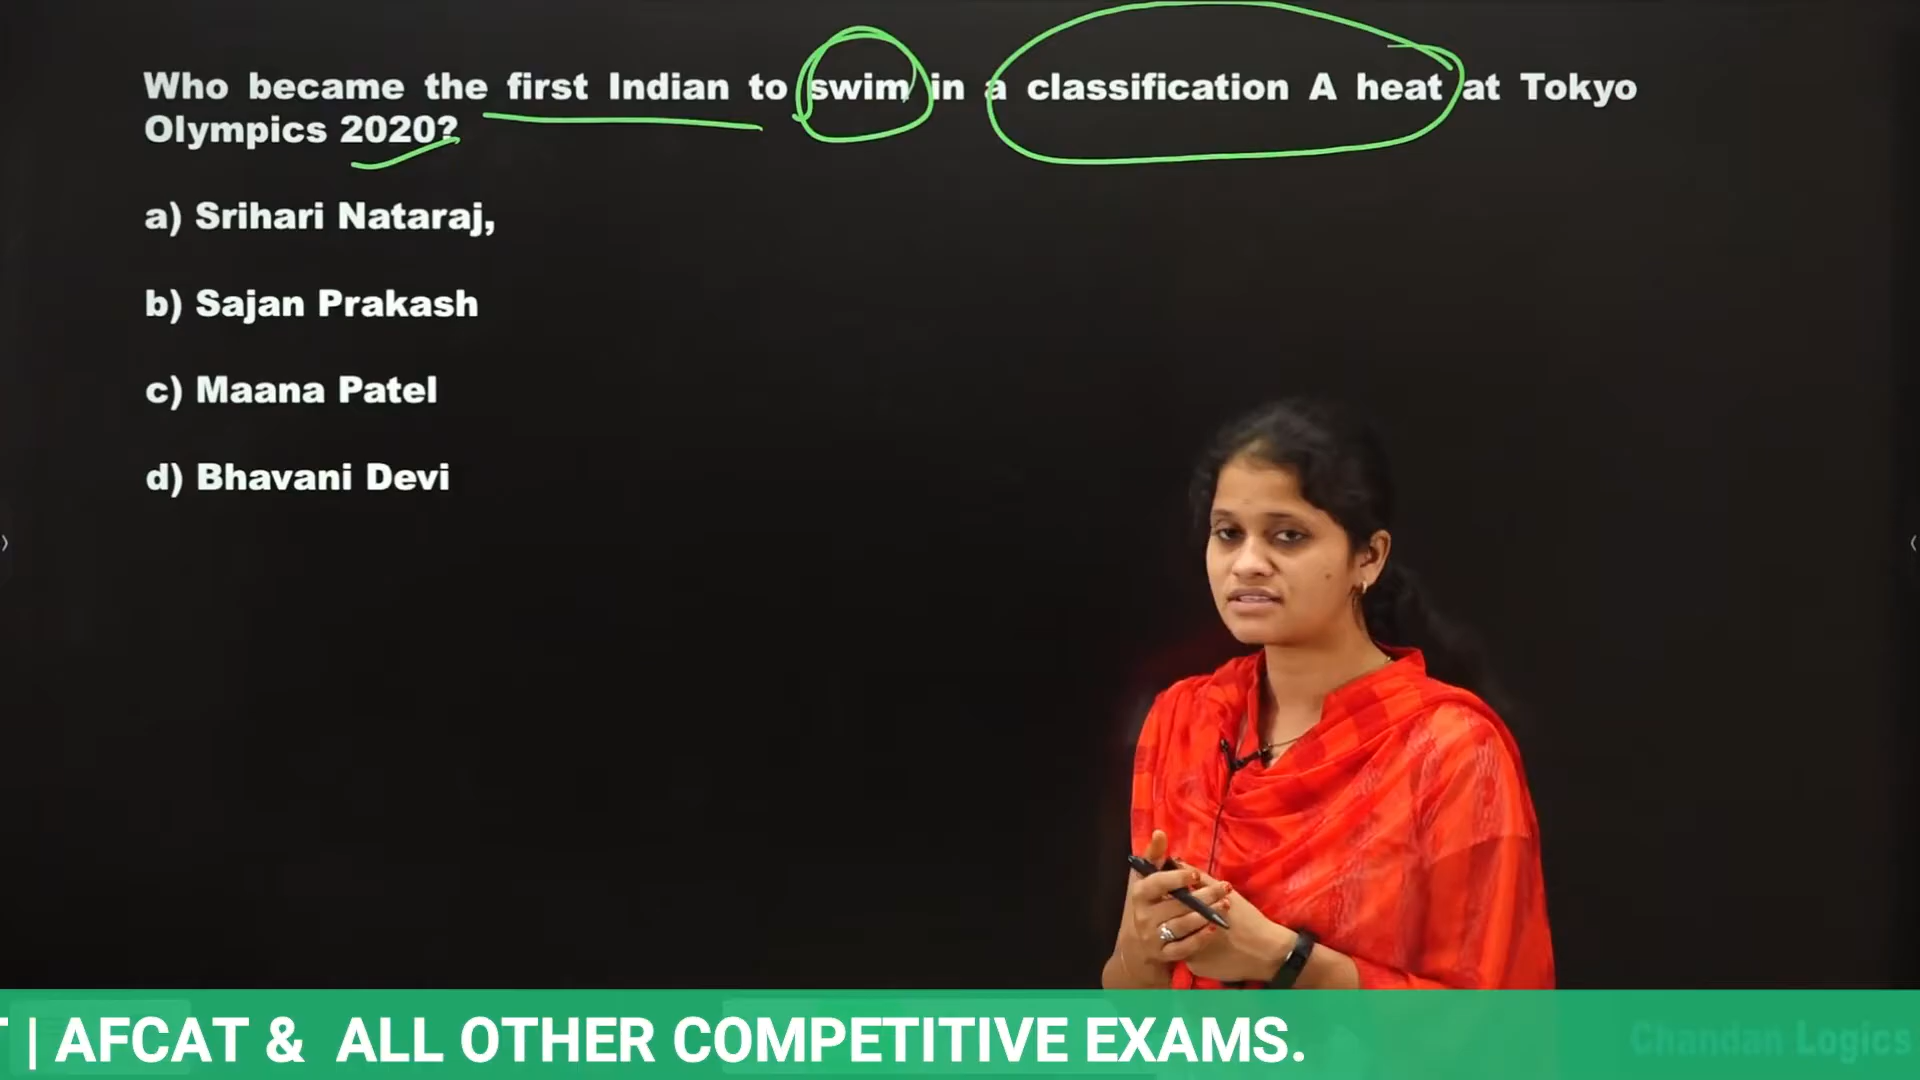 Who became the first Indian to swim in a classification A heat at Tokyo
Olympics 2020?
a) Srihari Nataraj,
b) Sajan Prakash
c) Maana Patel
d) Bhavani Devi
| AFCAT & ALL OTHER COMPETITIVE EXAMS.
Chandan Logics